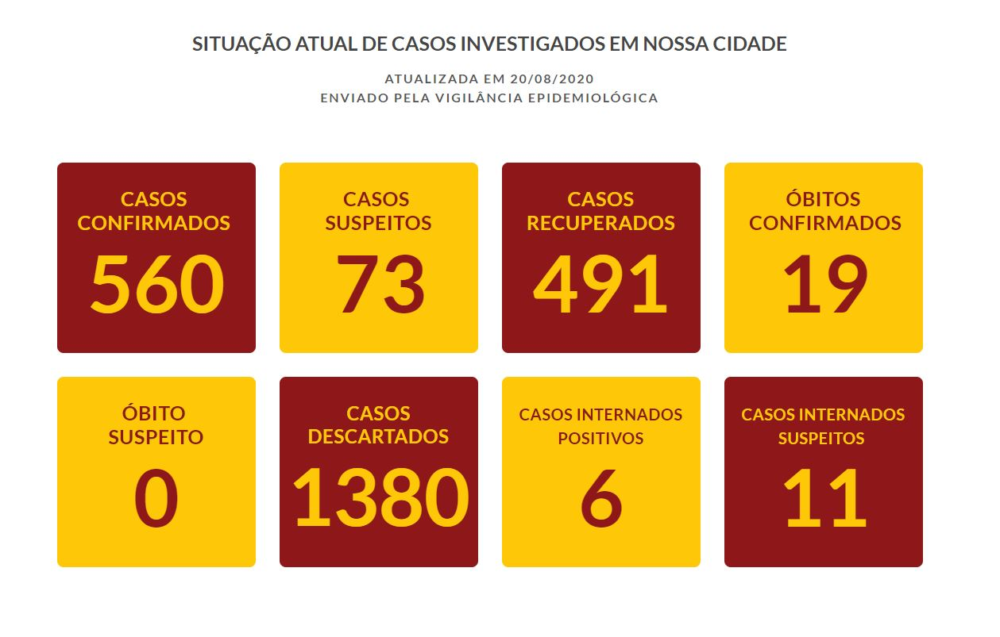 SITUAÇÃO ATUAL DE CASOS INVESTIGADOS EM NOSSA CIDADE
ATUALIZADA EM 20/08/2020
ENVIADO PELA VIGILÂNCIA EPIDEMIOLÓGICA
CASOS
CONFIRMADOS
560
CASOS
SUSPEITOS
73
CASOS
RECUPERADOS
491
ÓBITOS
CONFIRMADOS
19
ÓBITO
SUSPEITO
0
CASOS
DESCARTADOS
1380
CASOS INTERNADOS
POSITIVOS
6
CASOS INTERNADOS
SUSPEITOS
11